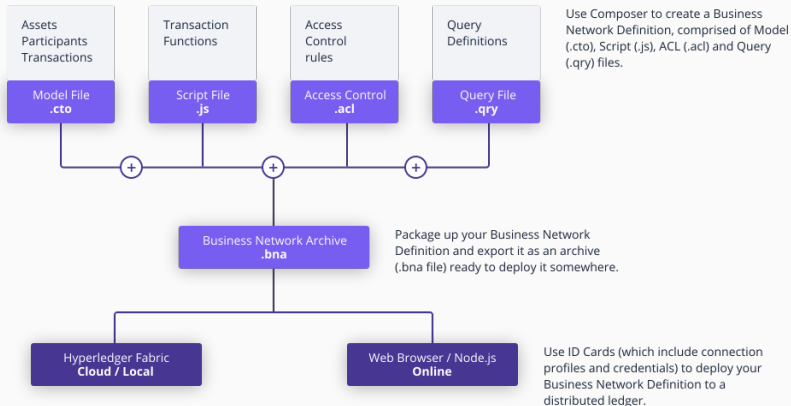 Assets
Participants
Transactions
Model File
.cto
Transaction
Functions
Script File
.js
Access
Control
rules
Access Control
.acl
Query
Definitions
Query File
.qry
Use Composer to create a Business
Network Definition, comprised of Model
(.cto), Script (.js), ACL (.acl) and Query
(.qry) files.
+
+
+
Business Network Archive
.bna
Package up your Business Network
Definition and export it as an archive
(.bna file) ready to deploy it somewhere.
Hyperledger Fabric
Cloud / Local
Web Browser / Node.js
Online
Use ID Cards (which include connection
profiles and credentials) to deploy your
Business Network Definition to a
distributed ledger.